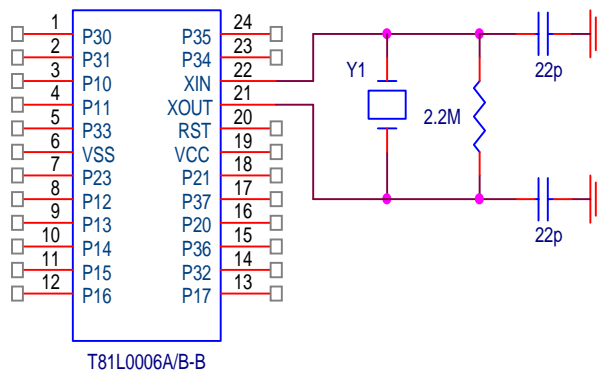 1 P30 P35 24
2 P31 P34 23
3 P10 XIN 22
4 P11 XOUT 21
5 P33 RST 20
6 VSS VCC 19
7 P23 P21 18
8 P12 P37 17
9 P13 P20 16
10 P14 P36 15
11 P15 P32 14
12 P16 P17 13
T81L0006A/B-B
Y1
2.2M
22p
22p